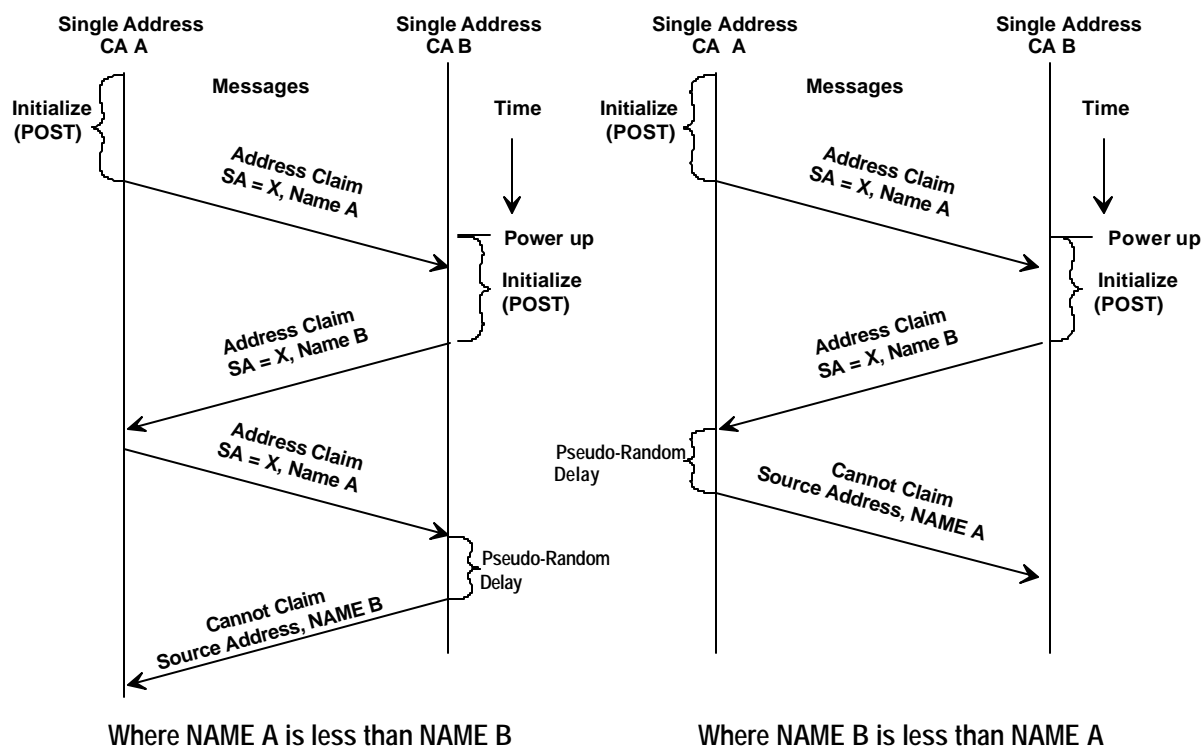 Single Address
CA A
Single Address
CA B
Messages
Time
Initialize
(POST)
Address Claim
SA = X, Name A
Power up
Initialize
(POST)
Address Claim
SA = X, Name B
Address Claim
SA = X, Name A
Pseudo-Random
Delay
Cannot Claim
Source Address, NAME B
Where NAME A is less than NAME B
Single Address
CA A
Single Address
CA B
Messages
Time
Initialize
(POST)
Address Claim
SA = X, Name A
Power up
Initialize
(POST)
Address Claim
SA = X, Name B
Pseudo-Random
Delay
Cannot Claim
Source Address, NAME A
Where NAME B is less than NAME A